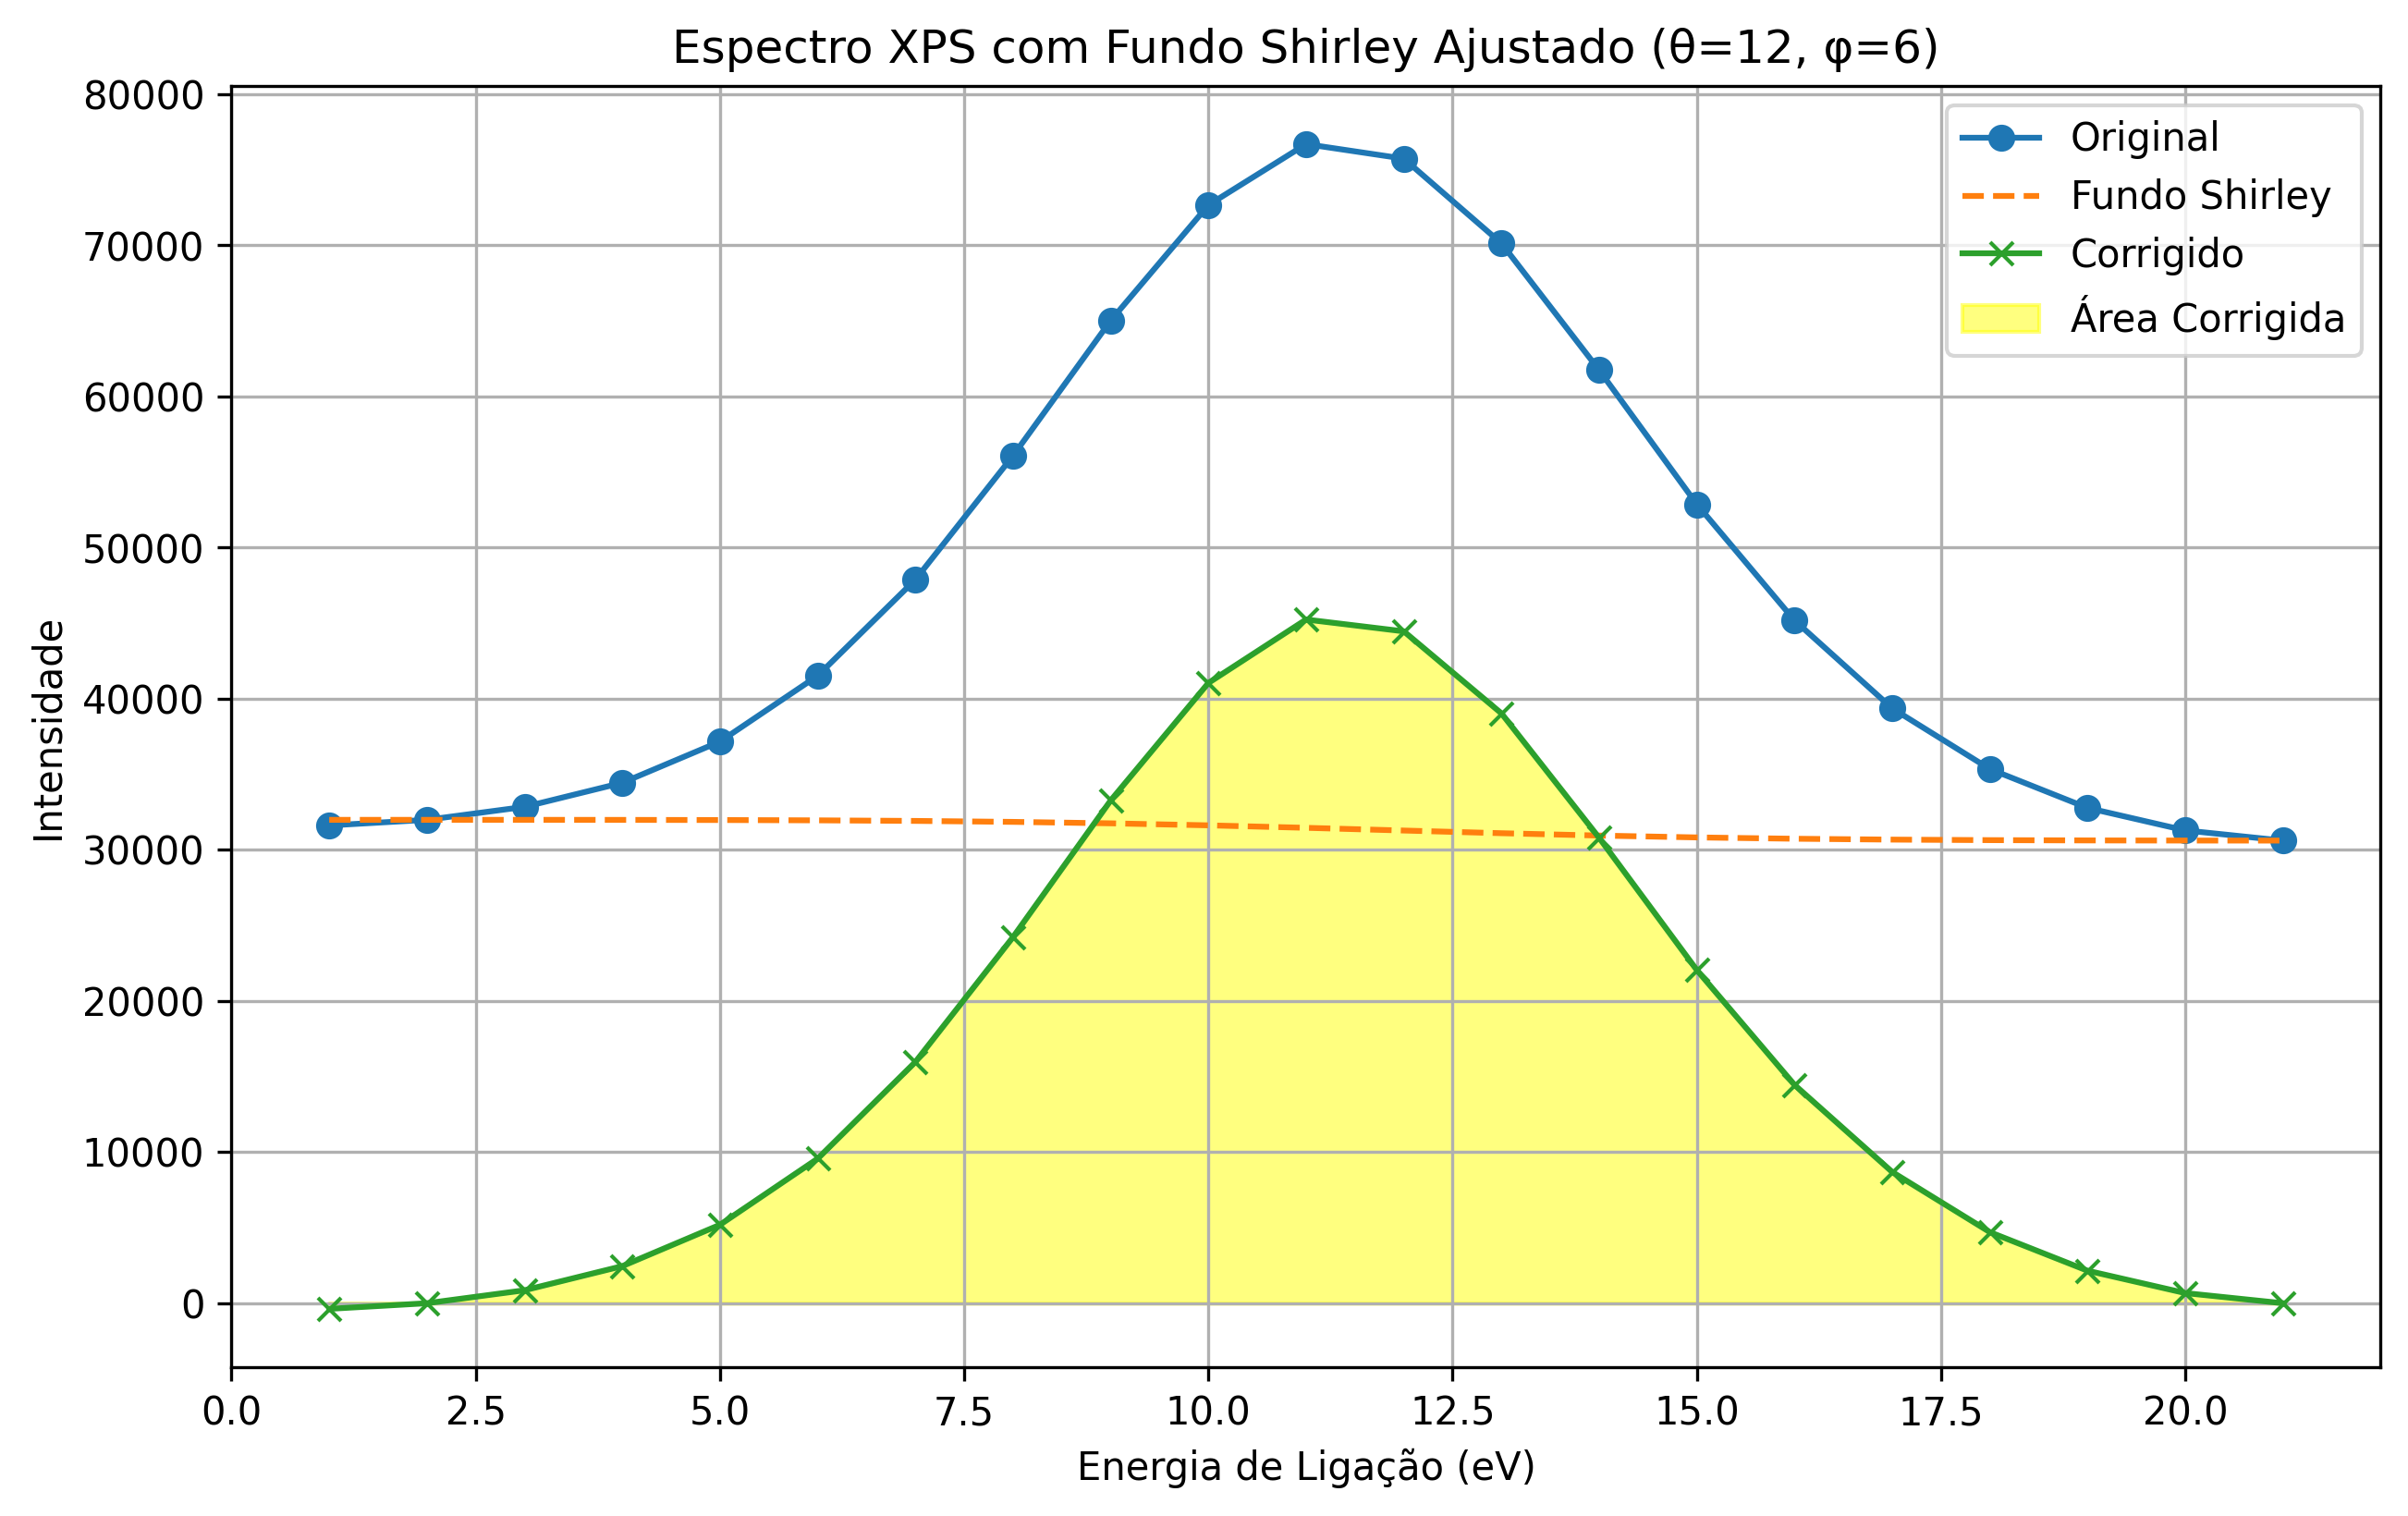 Espectro XPS com Fundo Shirley Ajustado (θ=12, φ=6)
80000
70000
60000
50000
40000
30000
20000
10000
0
Intensidade
Original
Fundo Shirley
Corrigido
Área Corrigida
0.0 2.5 5.0 7.5 10.0 12.5 15.0 17.5 20.0
Energia de Ligação (eV)